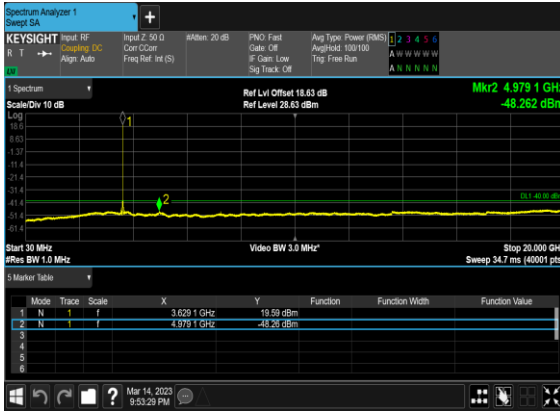 Spectrum Analyzer 1
Swept SA
+
KEYSIGHT Input: RF Input Z: 50 Ω #Atten: 20 dB PNO: Fast Avg Type: Power (RMS) 1 2 3 4 5 6
R T Coupling: DC Corr CCorr Gate: Off Avg|Hold: 100/100 A W W W W W
Align: Auto Freq Ref: Int (S) IF Gain: Low Trig: Free Run
Sig Track: Off A N N N N N
1 Spectrum Ref Lvl Offset 18.63 dB Mkr2 4.979 1 GHz
Scale/Div 10 dB Ref Level 28.63 dBm -48.262 dBm
Log
18.6
8.63
-1.37
-11.4
-21.4
-31.4
-41.4
-51.4
-61.4
1
2
DL1 -40.00 dBm
Start 30 MHz Video BW 3.0 MHz* Stop 20.000 GHz
#Res BW 1.0 MHz Sweep 34.7 ms (40001 pts)
5 Marker Table
Mode Trace Scale X Y Function Function Width Function Value
1 N 1 f 3.629 1 GHz 19.59 dBm
2 N 1 f 4.979 1 GHz -48.26 dBm
3
4
5
6
? Mar 14, 2023
9:53:29 PM